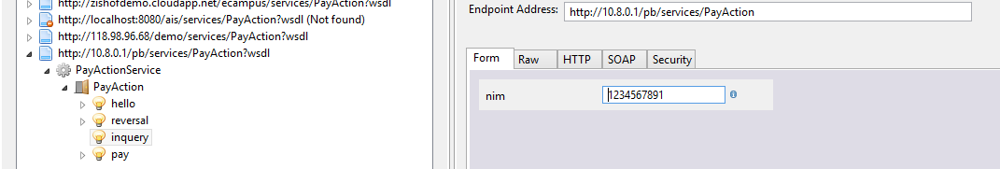 http://zishofdemo.cloudapp.net/ecampus/services/PayAction?wsdl
http://localhost:8080/ais/services/PayAction?wsdl (Not found)
http://118.98.96.68/demo/services/PayAction?wsdl
http://10.8.0.1/pb/services/PayAction?wsdl
PayActionService
PayAction
hello
reversal
inquery
pay
Endpoint Address: http://10.8.0.1/pb/services/PayAction
Form Raw HTTP SOAP Security
nim 1234567891